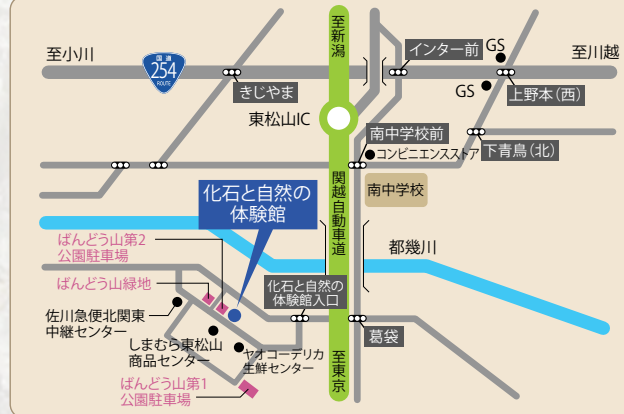 至新潟
至小川
国道
254
ROUTE
インター前
GS
至川越
きじやま
GS
上野本(西)
東松山IC
南中学校前
コンビニエンスストア
下青鳥(北)
関越自動車道
南中学校
化石と自然の
体験館
ばんどう山第2
公園駐車場
都幾川
ばんどう山緑地
化石と自然の
体験館入口
佐川急便北関東
中継センター
しまむら東松山
商品センター
ヤオコーデリカ
生鮮センター
葛袋
至東京
ばんどう山第1
公園駐車場